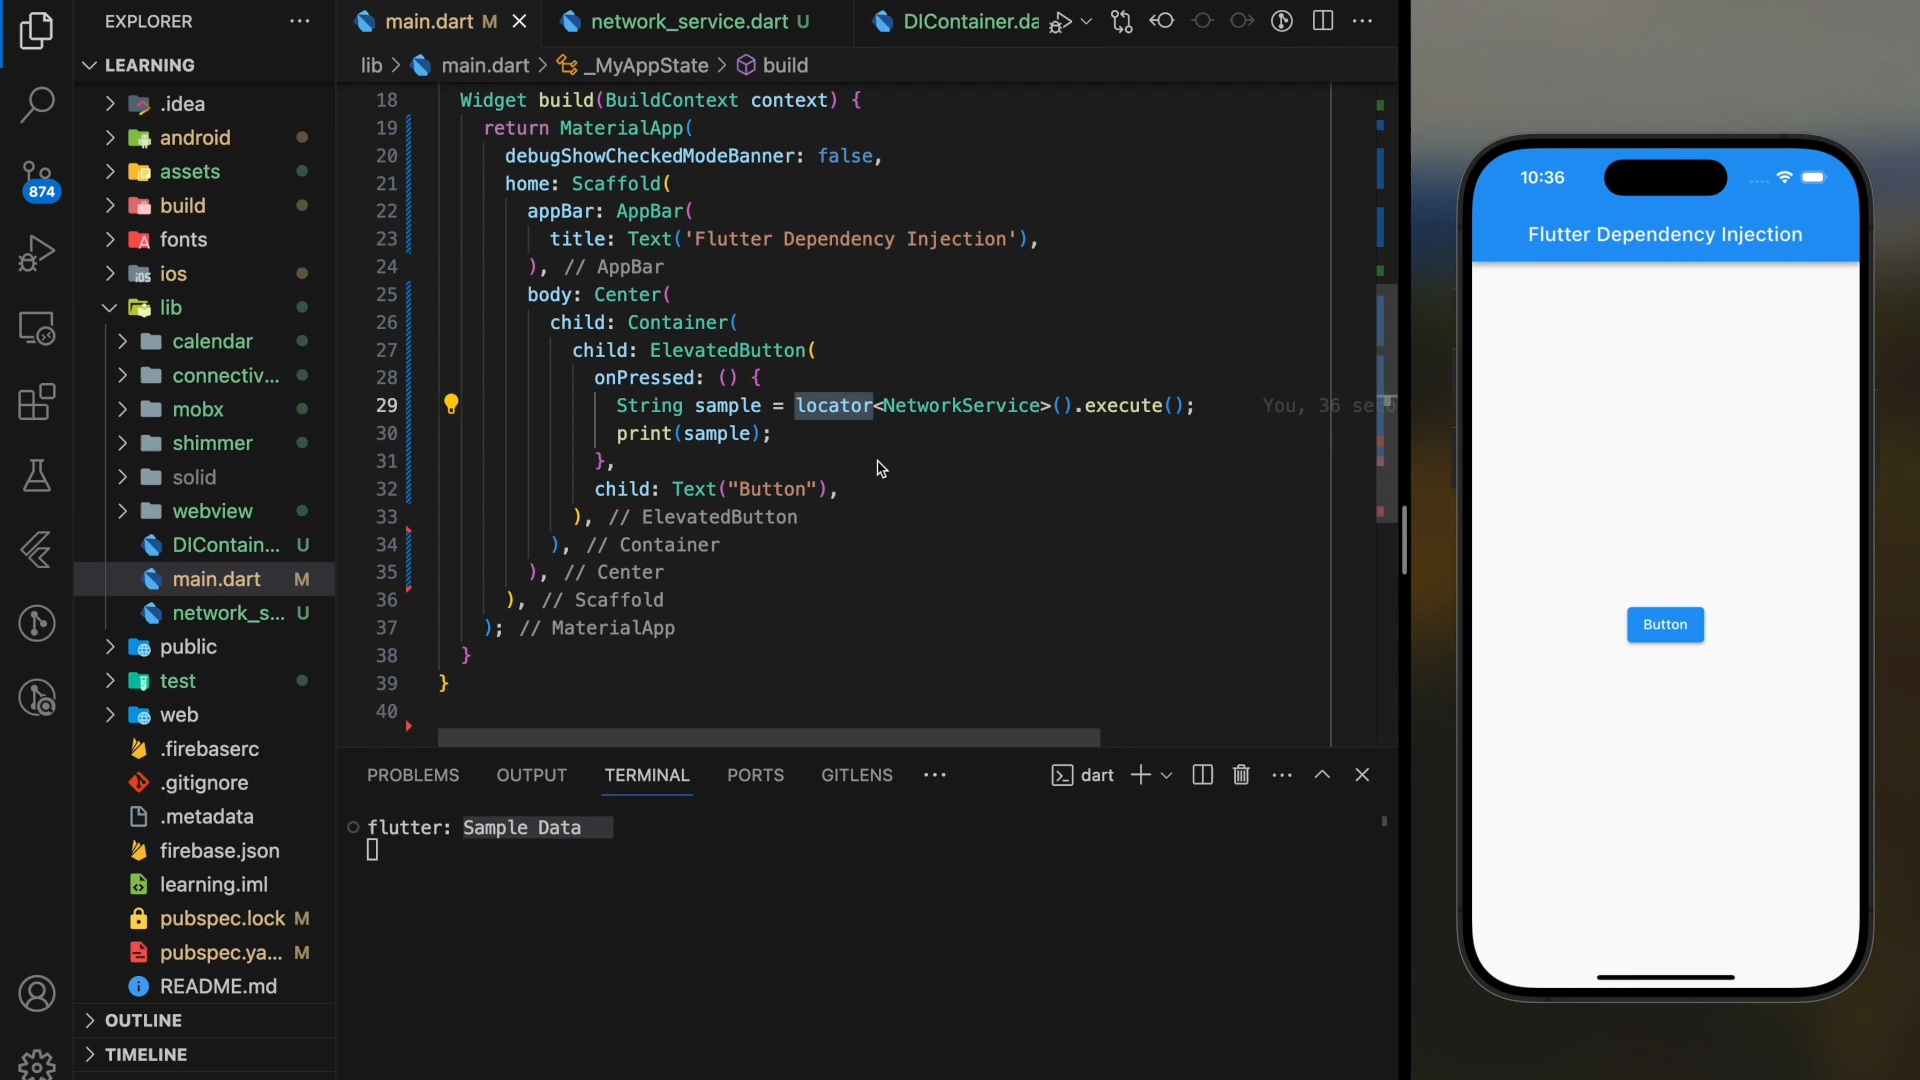 EXPLORER
LEARNING
.idea
android
assets
build
fonts
ios
lib
calendar
connectiv...
mobx
shimmer
solid
webview
DIContain... U
main.dart M
network_s... U
public
test
web
.firebaserc
.gitignore
.metadata
firebase.json
learning.iml
pubspec.lock M
pubspec.ya... M
README.md
OUTLINE
TIMELINE
874
main.dart M
network_service.dart U
DIContainer.da
lib > main.dart > _MyAppState > build
18 Widget build(BuildContext context) {
19 return MaterialApp(
20 debugShowCheckedModeBanner: false,
21 home: Scaffold(
22 appBar: AppBar(
23 title: Text('Flutter Dependency Injection'),
24 ), // AppBar
25 body: Center(
26 child: Container(
27 child: ElevatedButton(
28 onPressed: () {
29 String sample = locator<NetworkService>().execute(); You, 36 seco
30 print(sample);
31 },
32 child: Text("Button"),
33 ), // ElevatedButton
34 ), // Container
35 ), // Center
36 ), // Scaffold
37 ); // MaterialApp
38 }
39 }
40
PROBLEMS OUTPUT TERMINAL PORTS GITLENS
dart
flutter: Sample Data
10:36
Flutter Dependency Injection
Button